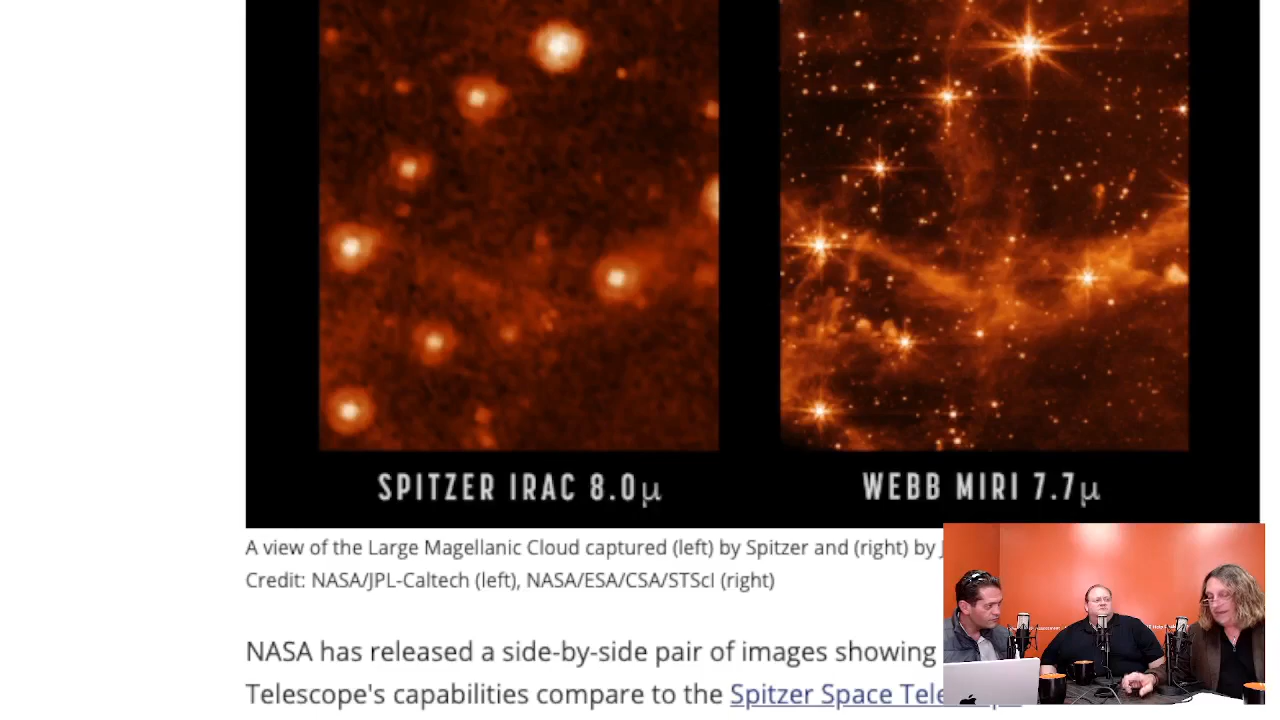 SPITZER IRAC 8.0μ
WEBB MIRI 7.7μ
A view of the Large Magellanic Cloud captured (left) by Spitzer and (right) by
Credit: NASA/JPL-Caltech (left), NASA/ESA/CSA/STScI (right)
NASA has released a side-by-side pair of images showing
Telescope's capabilities compare to the Spitzer Space